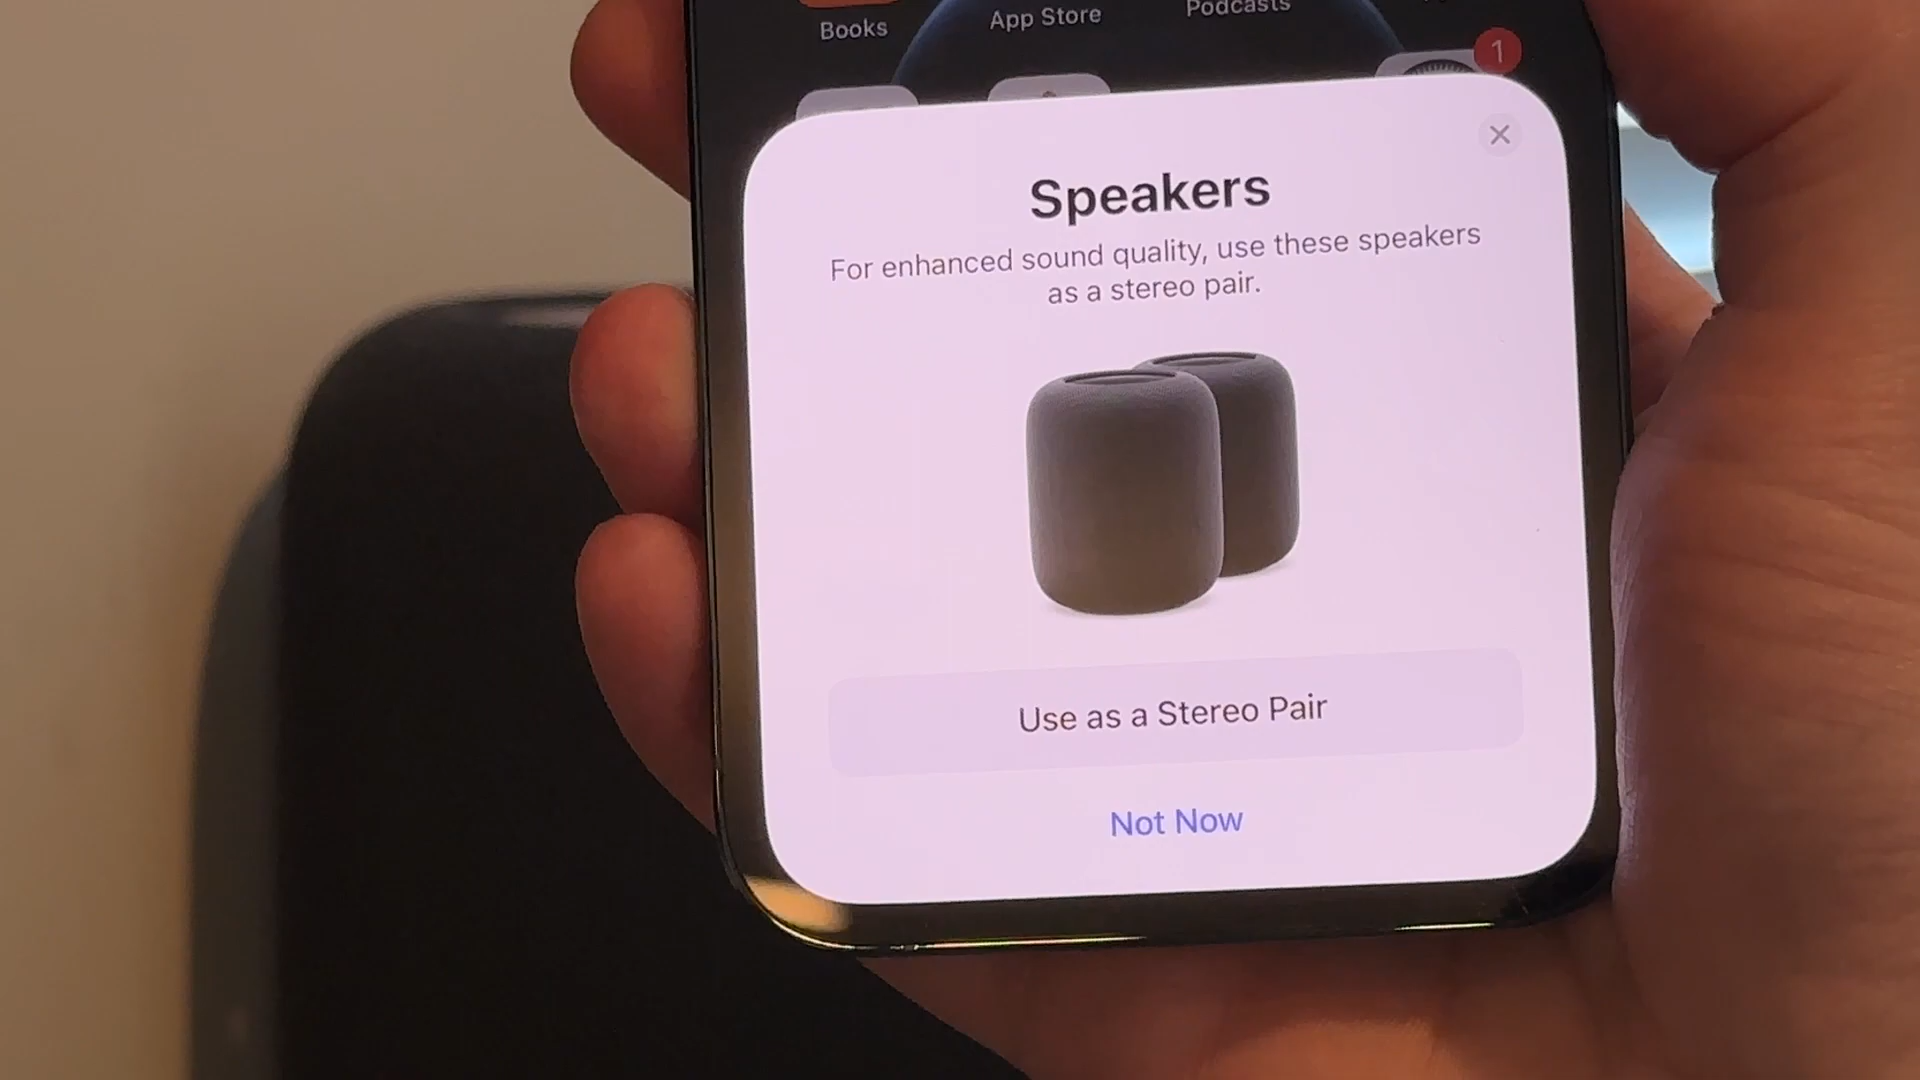 Books
App Store
Podcasts
1
Speakers
For enhanced sound quality, use these speakers
as a stereo pair.
Use as a Stereo Pair
Not Now